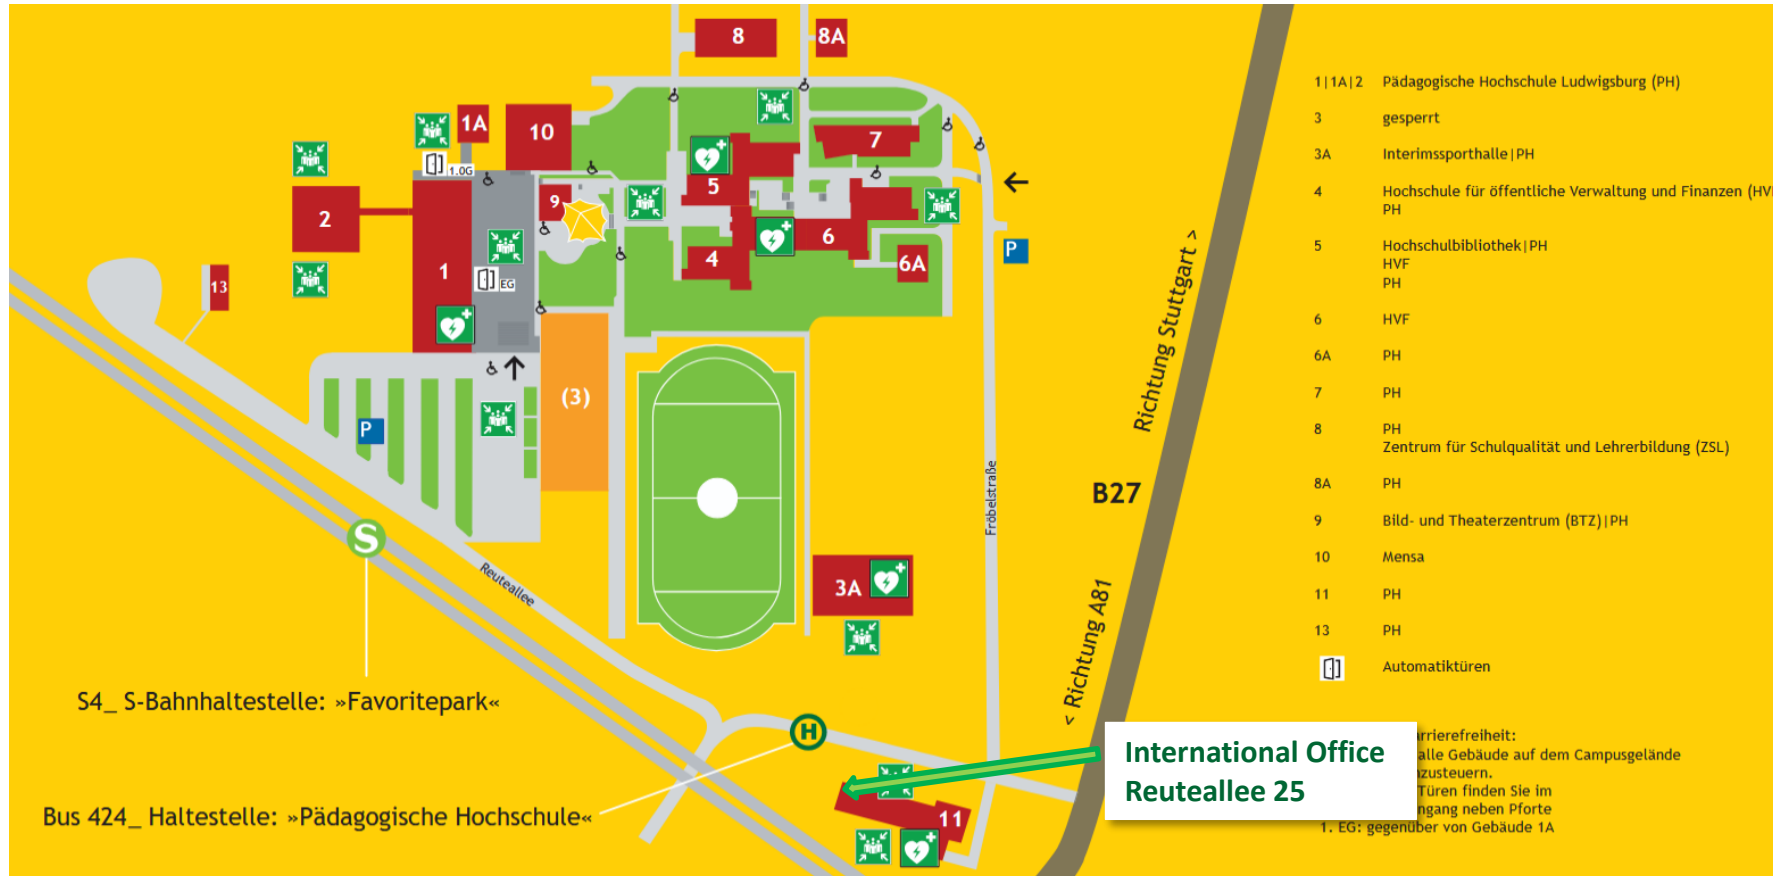 8
8A
1A
10
7
1.OG
5
9
2
6
4
6A
P
1
13
EG
(3)
P
S
Reuteallee
Fröbelstraße
3A
S4_ S-Bahnhaltestelle: »Favoritepark«
H
Bus 424_ Haltestelle: »Pädagogische Hochschule«
11
Richtung Stuttgart >
B27
< Richtung A81
International Office
Reuteallee 25
1|1A|2 Pädagogische Hochschule Ludwigsburg (PH)
3 gesperrt
3A Interimssporthalle|PH
4 Hochschule für öffentliche Verwaltung und Finanzen (HV
PH
5 Hochschulbibliothek|PH
HVF
PH
6 HVF
6A PH
7 PH
8 PH
Zentrum für Schulqualität und Lehrerbildung (ZSL)
8A PH
9 Bild- und Theaterzentrum (BTZ)|PH
10 Mensa
11 PH
13 PH
Automatiktüren
arrierefreiheit:
alle Gebäude auf dem Campusgelände
nzusteuern.
Türen finden Sie im
ngang neben Pforte
1. EG: gegenüber von Gebäude 1A